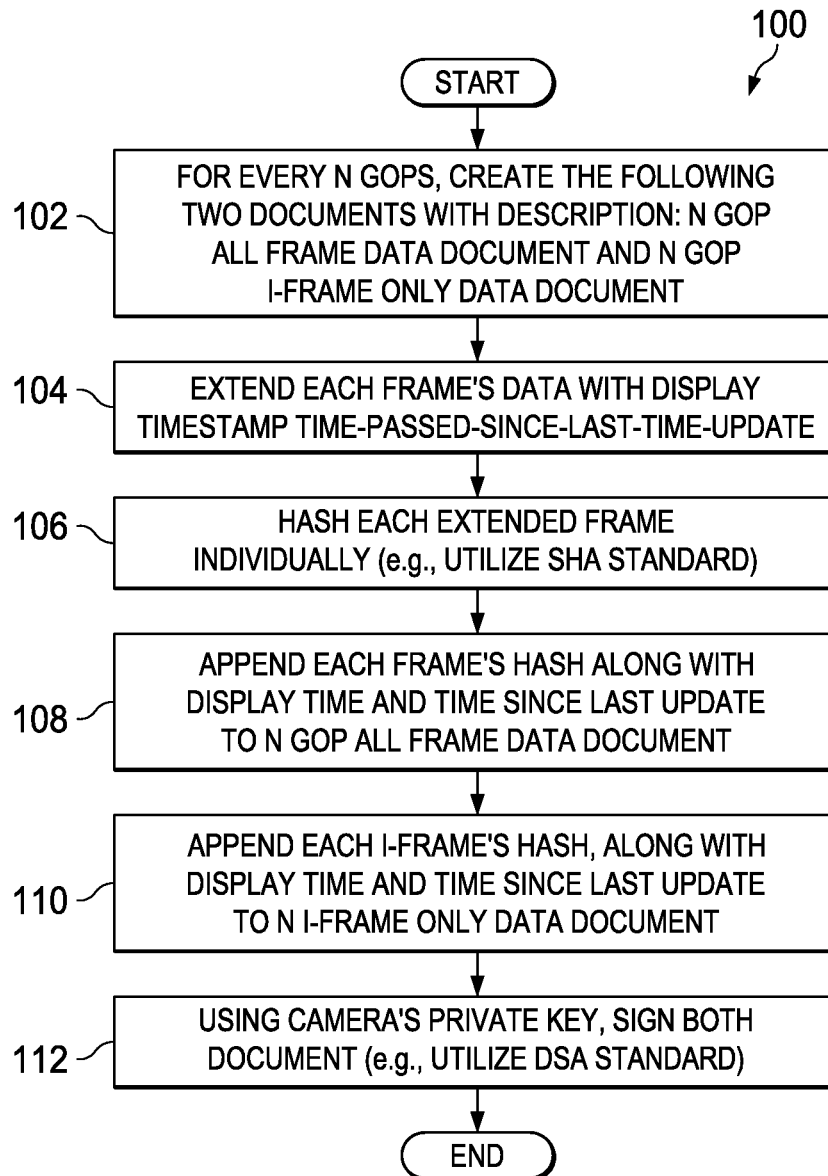 100
START
102
FOR EVERY N GOPS, CREATE THE FOLLOWING
TWO DOCUMENTS WITH DESCRIPTION: N GOP
ALL FRAME DATA DOCUMENT AND N GOP
I-FRAME ONLY DATA DOCUMENT
104
EXTEND EACH FRAME'S DATA WITH DISPLAY
TIMESTAMP TIME-PASSED-SINCE-LAST-TIME-UPDATE
106
HASH EACH EXTENDED FRAME
INDIVIDUALLY (e.g., UTILIZE SHA STANDARD)
108
APPEND EACH FRAME'S HASH ALONG WITH
DISPLAY TIME AND TIME SINCE LAST UPDATE
TO N GOP ALL FRAME DATA DOCUMENT
110
APPEND EACH I-FRAME'S HASH, ALONG WITH
DISPLAY TIME AND TIME SINCE LAST UPDATE
TO N I-FRAME ONLY DATA DOCUMENT
112
USING CAMERA'S PRIVATE KEY, SIGN BOTH
DOCUMENT (e.g., UTILIZE DSA STANDARD)
END